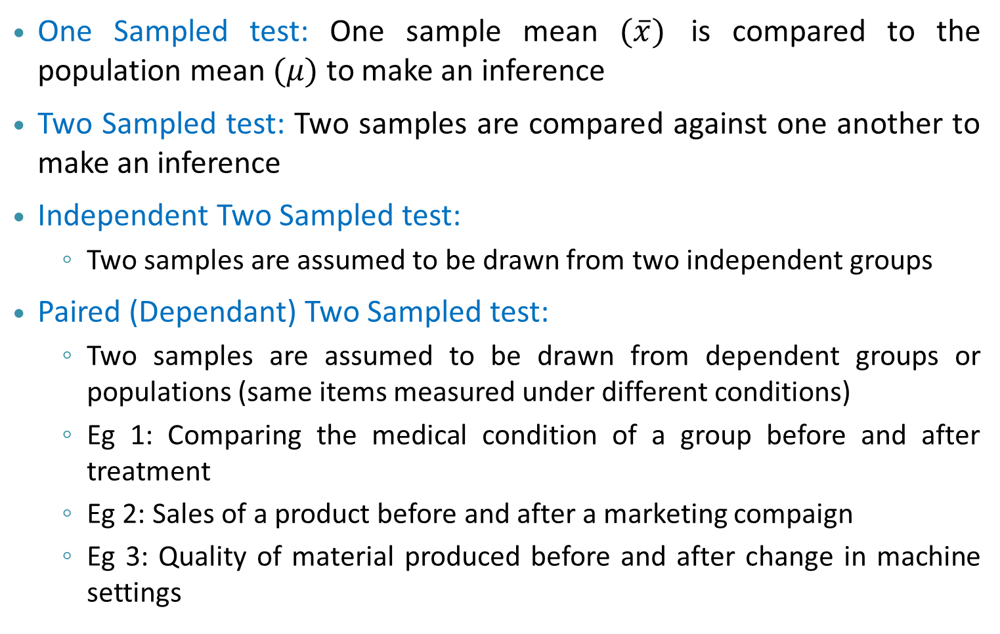 • One Sampled test: One sample mean (x̄) is compared to the
population mean (μ) to make an inference
• Two Sampled test: Two samples are compared against one another to
make an inference
• Independent Two Sampled test:
◦ Two samples are assumed to be drawn from two independent groups
• Paired (Dependant) Two Sampled test:
◦ Two samples are assumed to be drawn from dependent groups or
populations (same items measured under different conditions)
◦ Eg 1: Comparing the medical condition of a group before and after
treatment
◦ Eg 2: Sales of a product before and after a marketing compaign
◦ Eg 3: Quality of material produced before and after change in machine
settings